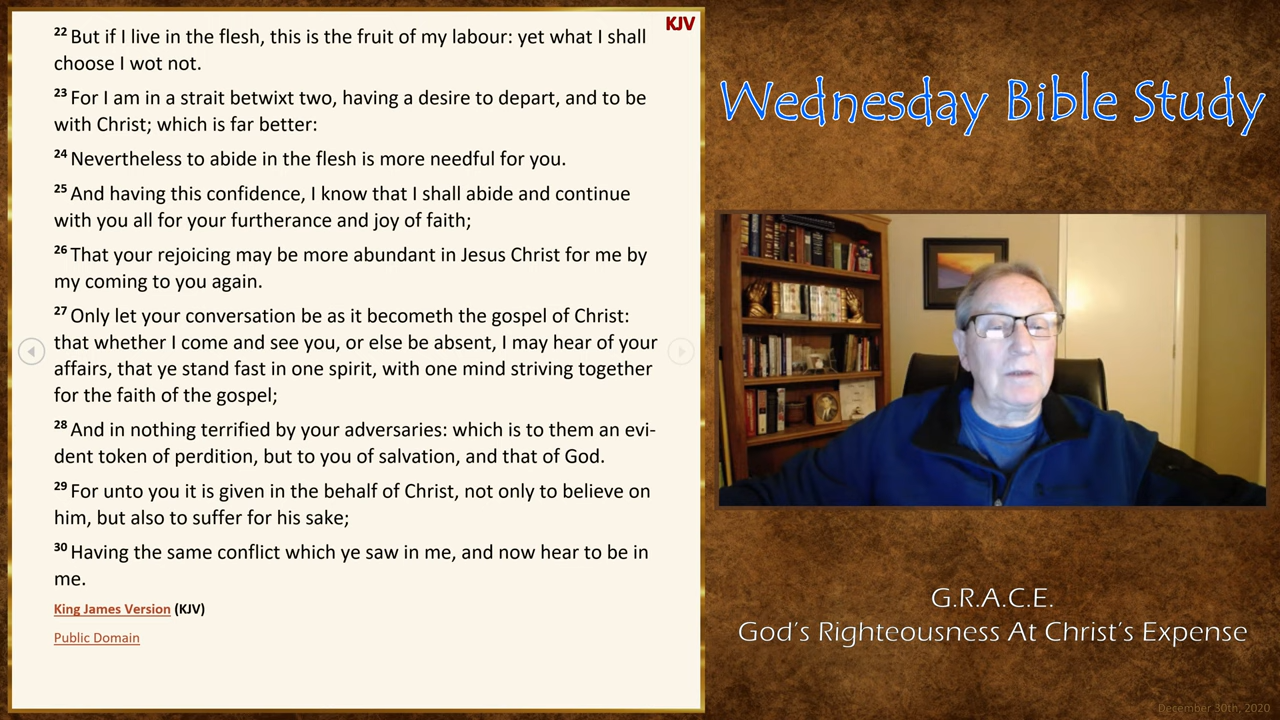 KJV
22 But if I live in the flesh, this is the fruit of my labour: yet what I shall
choose I wot not.
23 For I am in a strait betwixt two, having a desire to depart, and to be
with Christ; which is far better:
24 Nevertheless to abide in the flesh is more needful for you.
25 And having this confidence, I know that I shall abide and continue
with you all for your furtherance and joy of faith;
26 That your rejoicing may be more abundant in Jesus Christ for me by
my coming to you again.
27 Only let your conversation be as it becometh the gospel of Christ:
that whether I come and see you, or else be absent, I may hear of your
affairs, that ye stand fast in one spirit, with one mind striving together
for the faith of the gospel;
28 And in nothing terrified by your adversaries: which is to them an evi-
dent token of perdition, but to you of salvation, and that of God.
29 For unto you it is given in the behalf of Christ, not only to believe on
him, but also to suffer for his sake;
30 Having the same conflict which ye saw in me, and now hear to be in
me.
King James Version (KJV)
Public Domain
Wednesday Bible Study
G.R.A.C.E.
God's Righteousness At Christ's Expense
December 30th, 2020